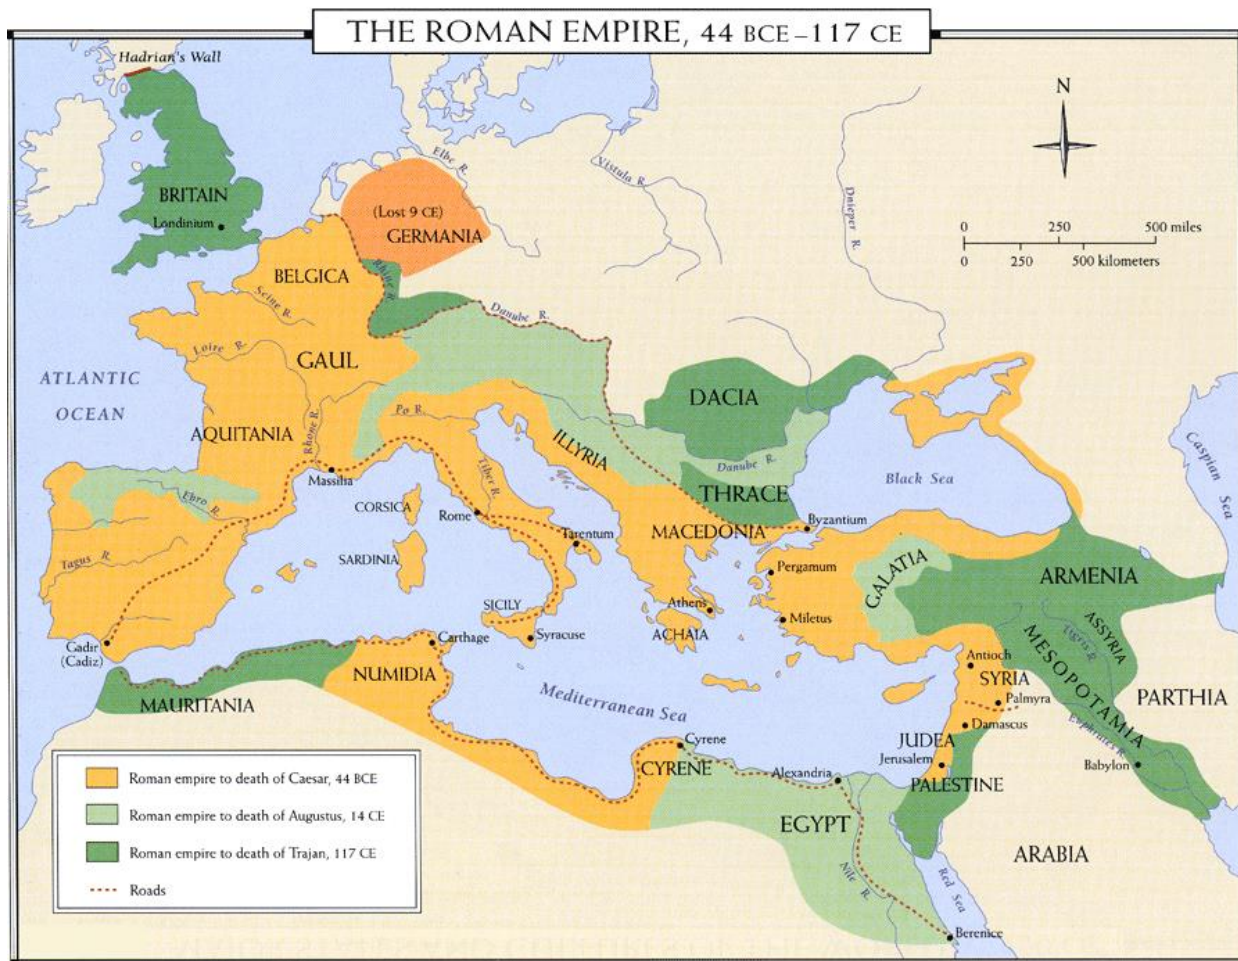 THE ROMAN EMPIRE, 44 BCE–117 CE
Hadrian's Wall
N
Elbe R.
Vistula R.
BRITAIN
Dnieper R.
(Lost 9 CE)
Londinium
GERMANIA
0 250 500 miles
0 250 500 kilometers
Rhine R.
BELGICA
Seine R.
Danube R.
Loire R.
GAUL
ATLANTIC
OCEAN
DACIA
Po R.
AQUITANIA
Rhone R.
ILLYRIA
Caspian Sea
Tiber R.
Danube R.
Massilia
Black Sea
Ebro R.
THRACE
CORSICA
Rome
Byzantium
MACEDONIA
Tarentum
Tagus R.
SARDINIA
Pergamum
GALATIA
ARMENIA
SICILY
Athens
Miletus
ACHAIA
Syracuse
Carthage
Gadir
(Cadiz)
ASSYRIA
Tigris R.
MESOPOTAMIA
Antioch
NUMIDIA
SYRIA
PARTHIA
MAURITANIA
Mediterranean Sea
Palmyra
Damascus
Euphrates R.
Cyrene
JUDEA
CYRENE
Jerusalem
Babylon
Alexandria
PALESTINE
EGYPT
ARABIA
Nile R.
Red Sea
Berenice
Roman empire to death of Caesar, 44 BCE
Roman empire to death of Augustus, 14 CE
Roman empire to death of Trajan, 117 CE
Roads